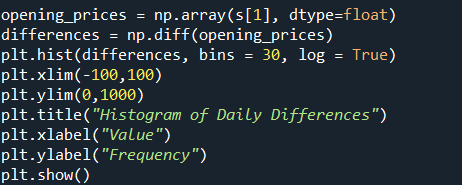 opening_prices = np.array(s[1], dtype=float)
differences = np.diff(opening_prices)
plt.hist(differences, bins = 30, log = True)
plt.xlim(-100,100)
plt.ylim(0,1000)
plt.title("Histogram of Daily Differences")
plt.xlabel("Value")
plt.ylabel("Frequency")
plt.show()